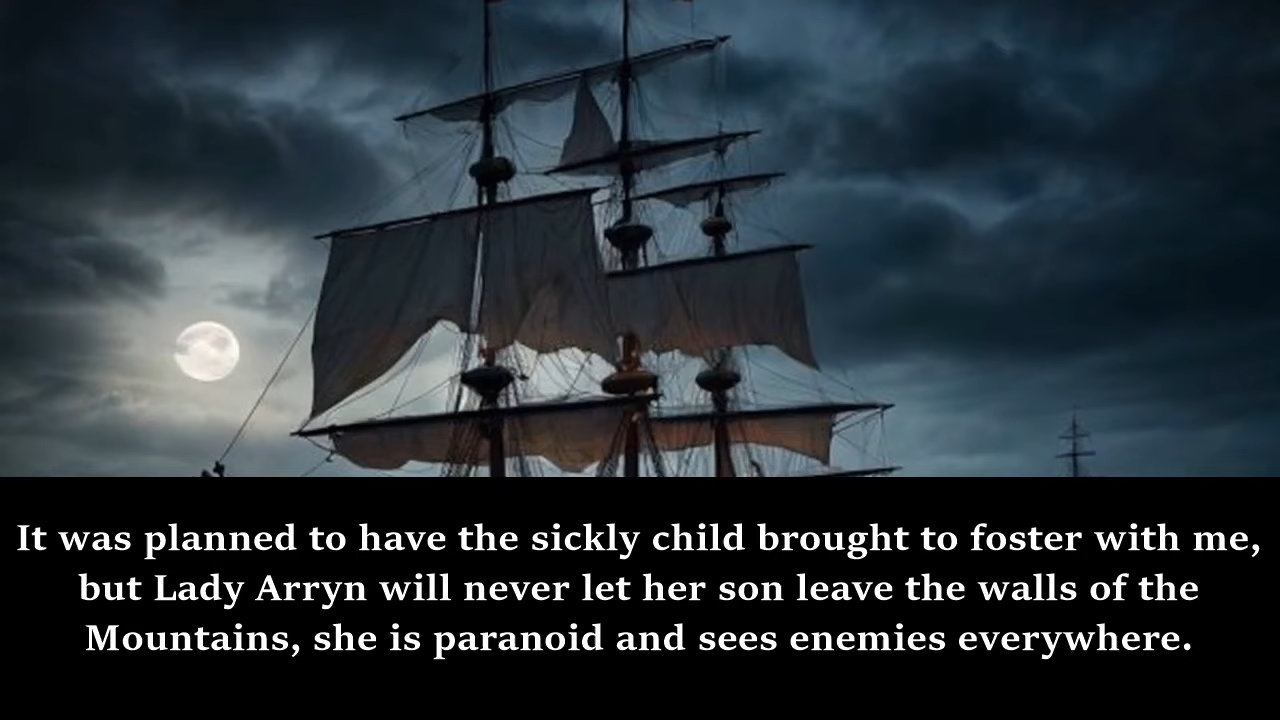 It was planned to have the sickly child brought to foster with me,
but Lady Arryn will never let her son leave the walls of the
Mountains, she is paranoid and sees enemies everywhere.